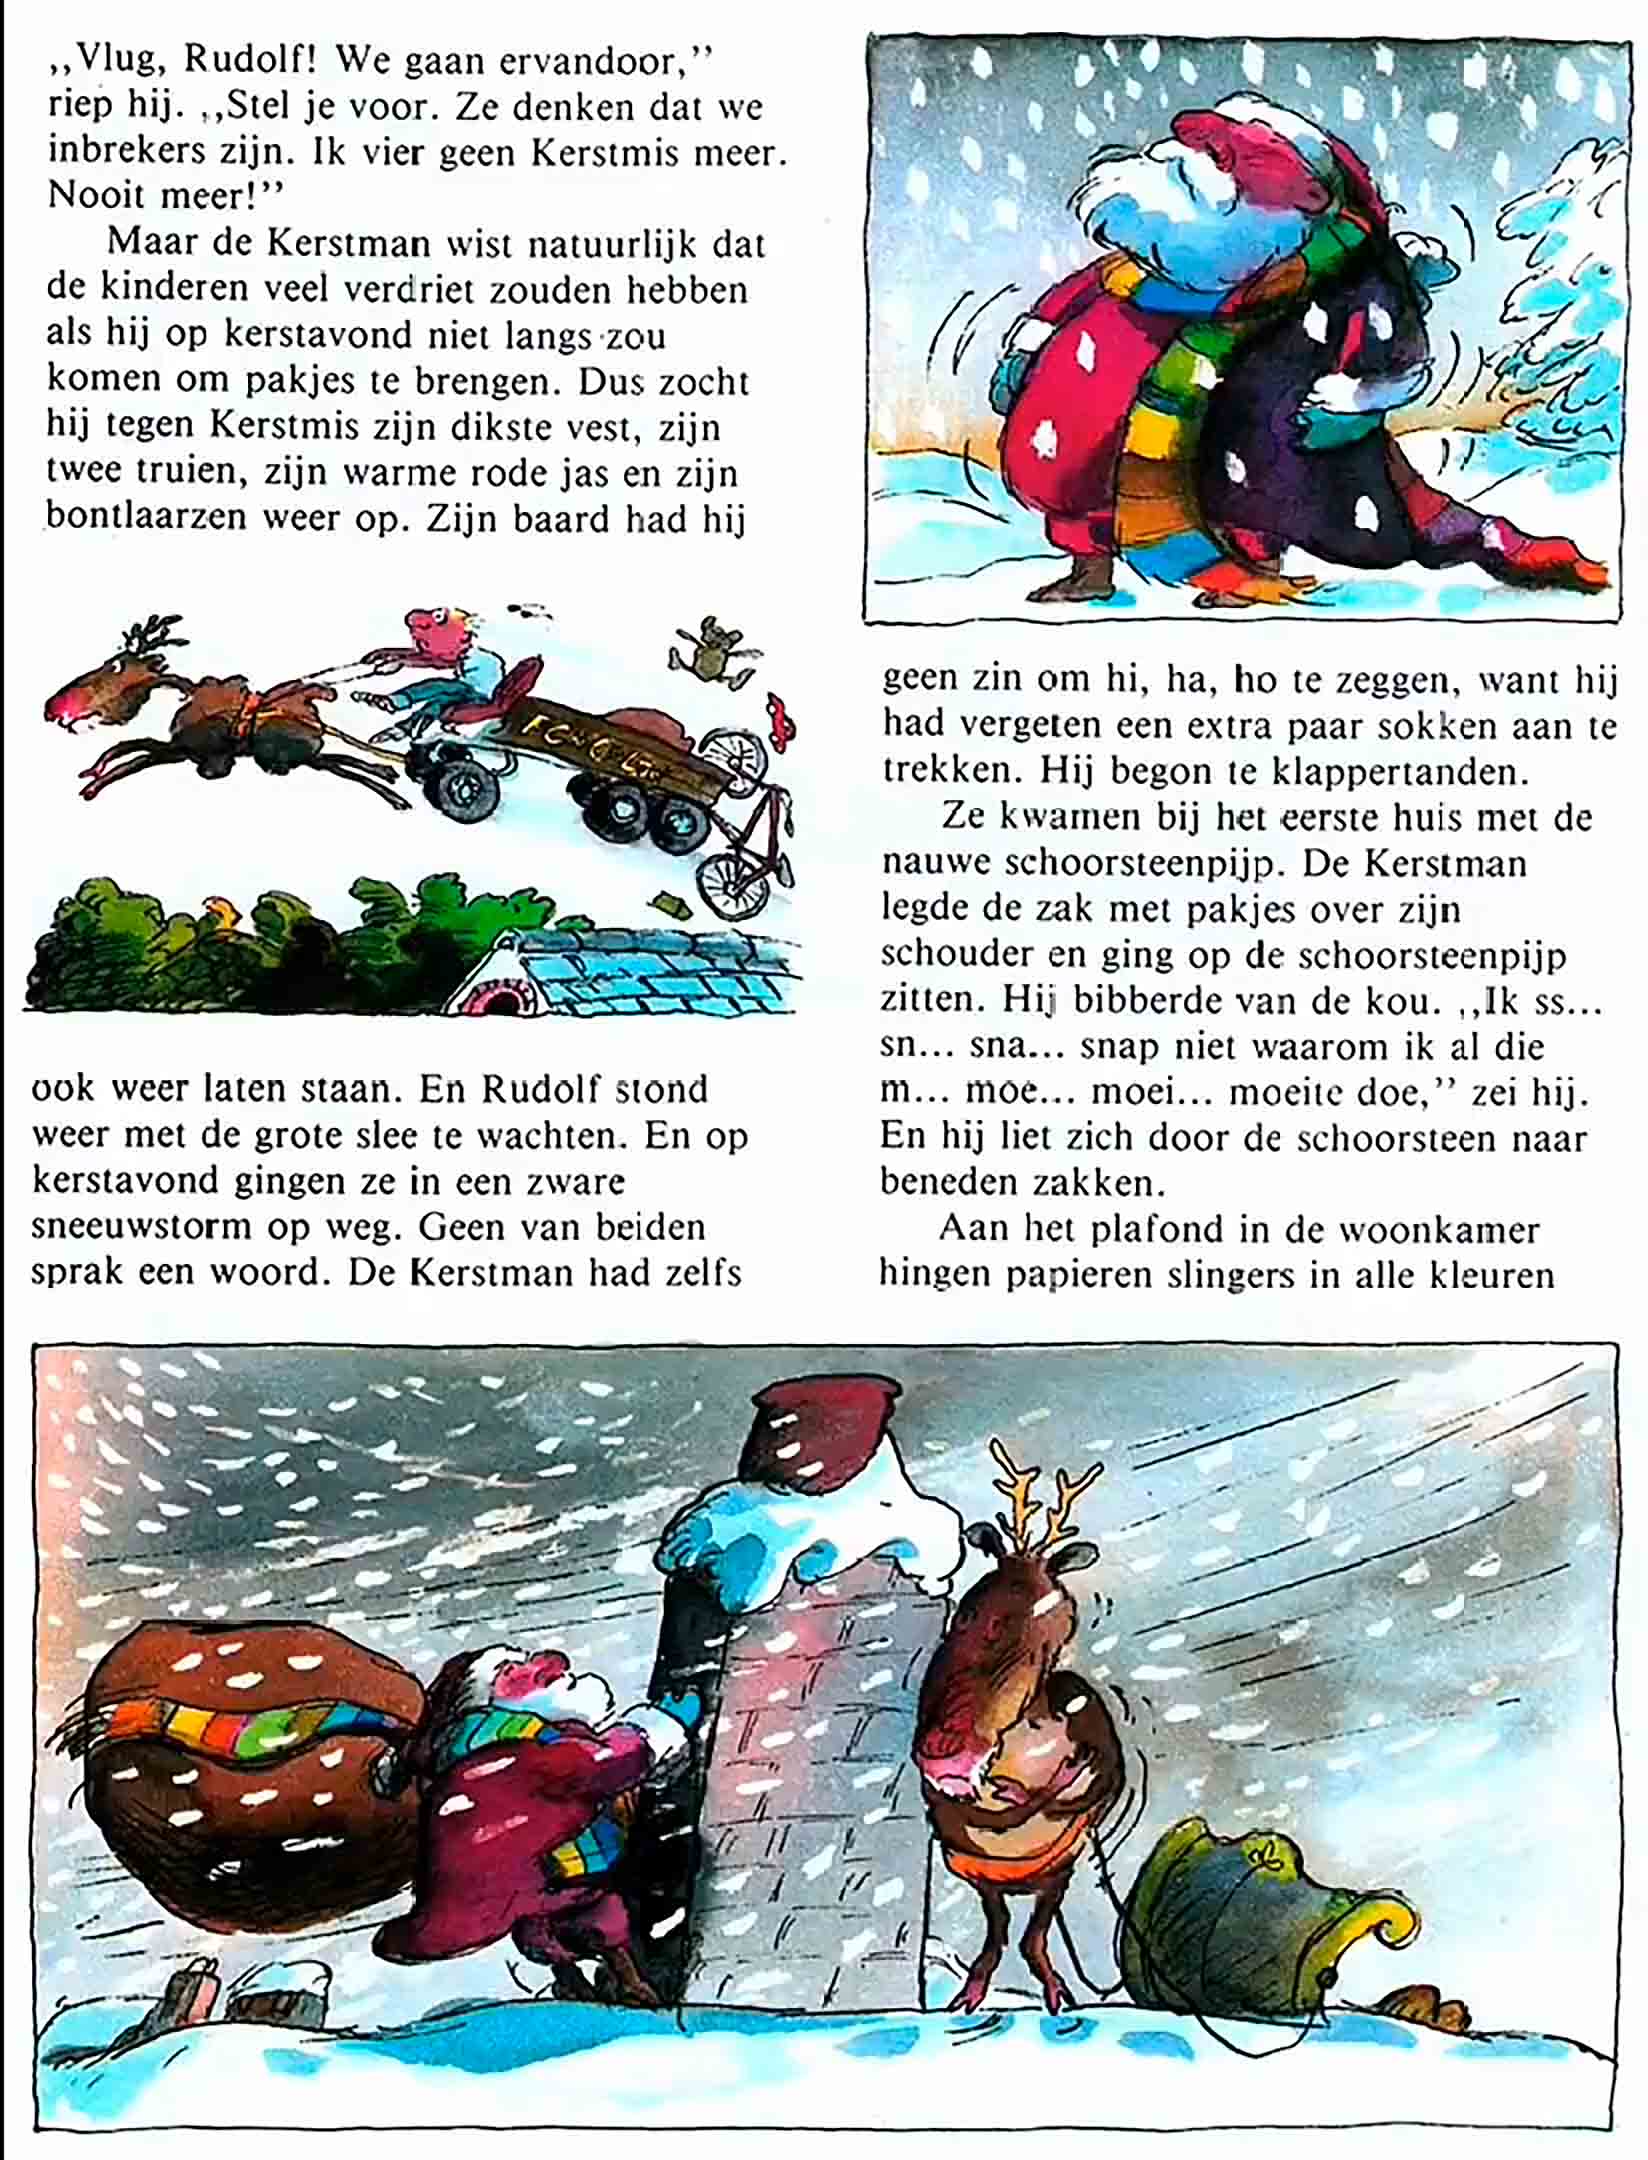 ,,Vlug, Rudolf! We gaan ervandoor,’’
riep hij. ,,Stel je voor. Ze denken dat we
inbrekers zijn. Ik vier geen Kerstmis meer.
Nooit meer!’’
Maar de Kerstman wist natuurlijk dat
de kinderen veel verdriet zouden hebben
als hij op kerstavond niet langs zou
komen om pakjes te brengen. Dus zocht
hij tegen Kerstmis zijn dikste vest, zijn
twee truien, zijn warme rode jas en zijn
bontlaarzen weer op. Zijn baard had hij
ook weer laten staan. En Rudolf stond
weer met de grote slee te wachten. En op
kerstavond gingen ze in een zware
sneeuwstorm op weg. Geen van beiden
sprak een woord. De Kerstman had zelfs
geen zin om hi, ha, ho te zeggen, want hij
had vergeten een extra paar sokken aan te
trekken. Hij begon te klappertanden.
Ze kwamen bij het eerste huis met de
nauwe schoorsteenpijp. De Kerstman
legde de zak met pakjes over zijn
schouder en ging op de schoorsteenpijp
zitten. Hij bibberde van de kou. ,,Ik ss...
sn... sna... snap niet waarom ik al die
m... moe... moei... moeite doe,’’ zei hij.
En hij liet zich door de schoorsteen naar
beneden zakken.
Aan het plafond in de woonkamer
hingen papieren slingers in alle kleuren